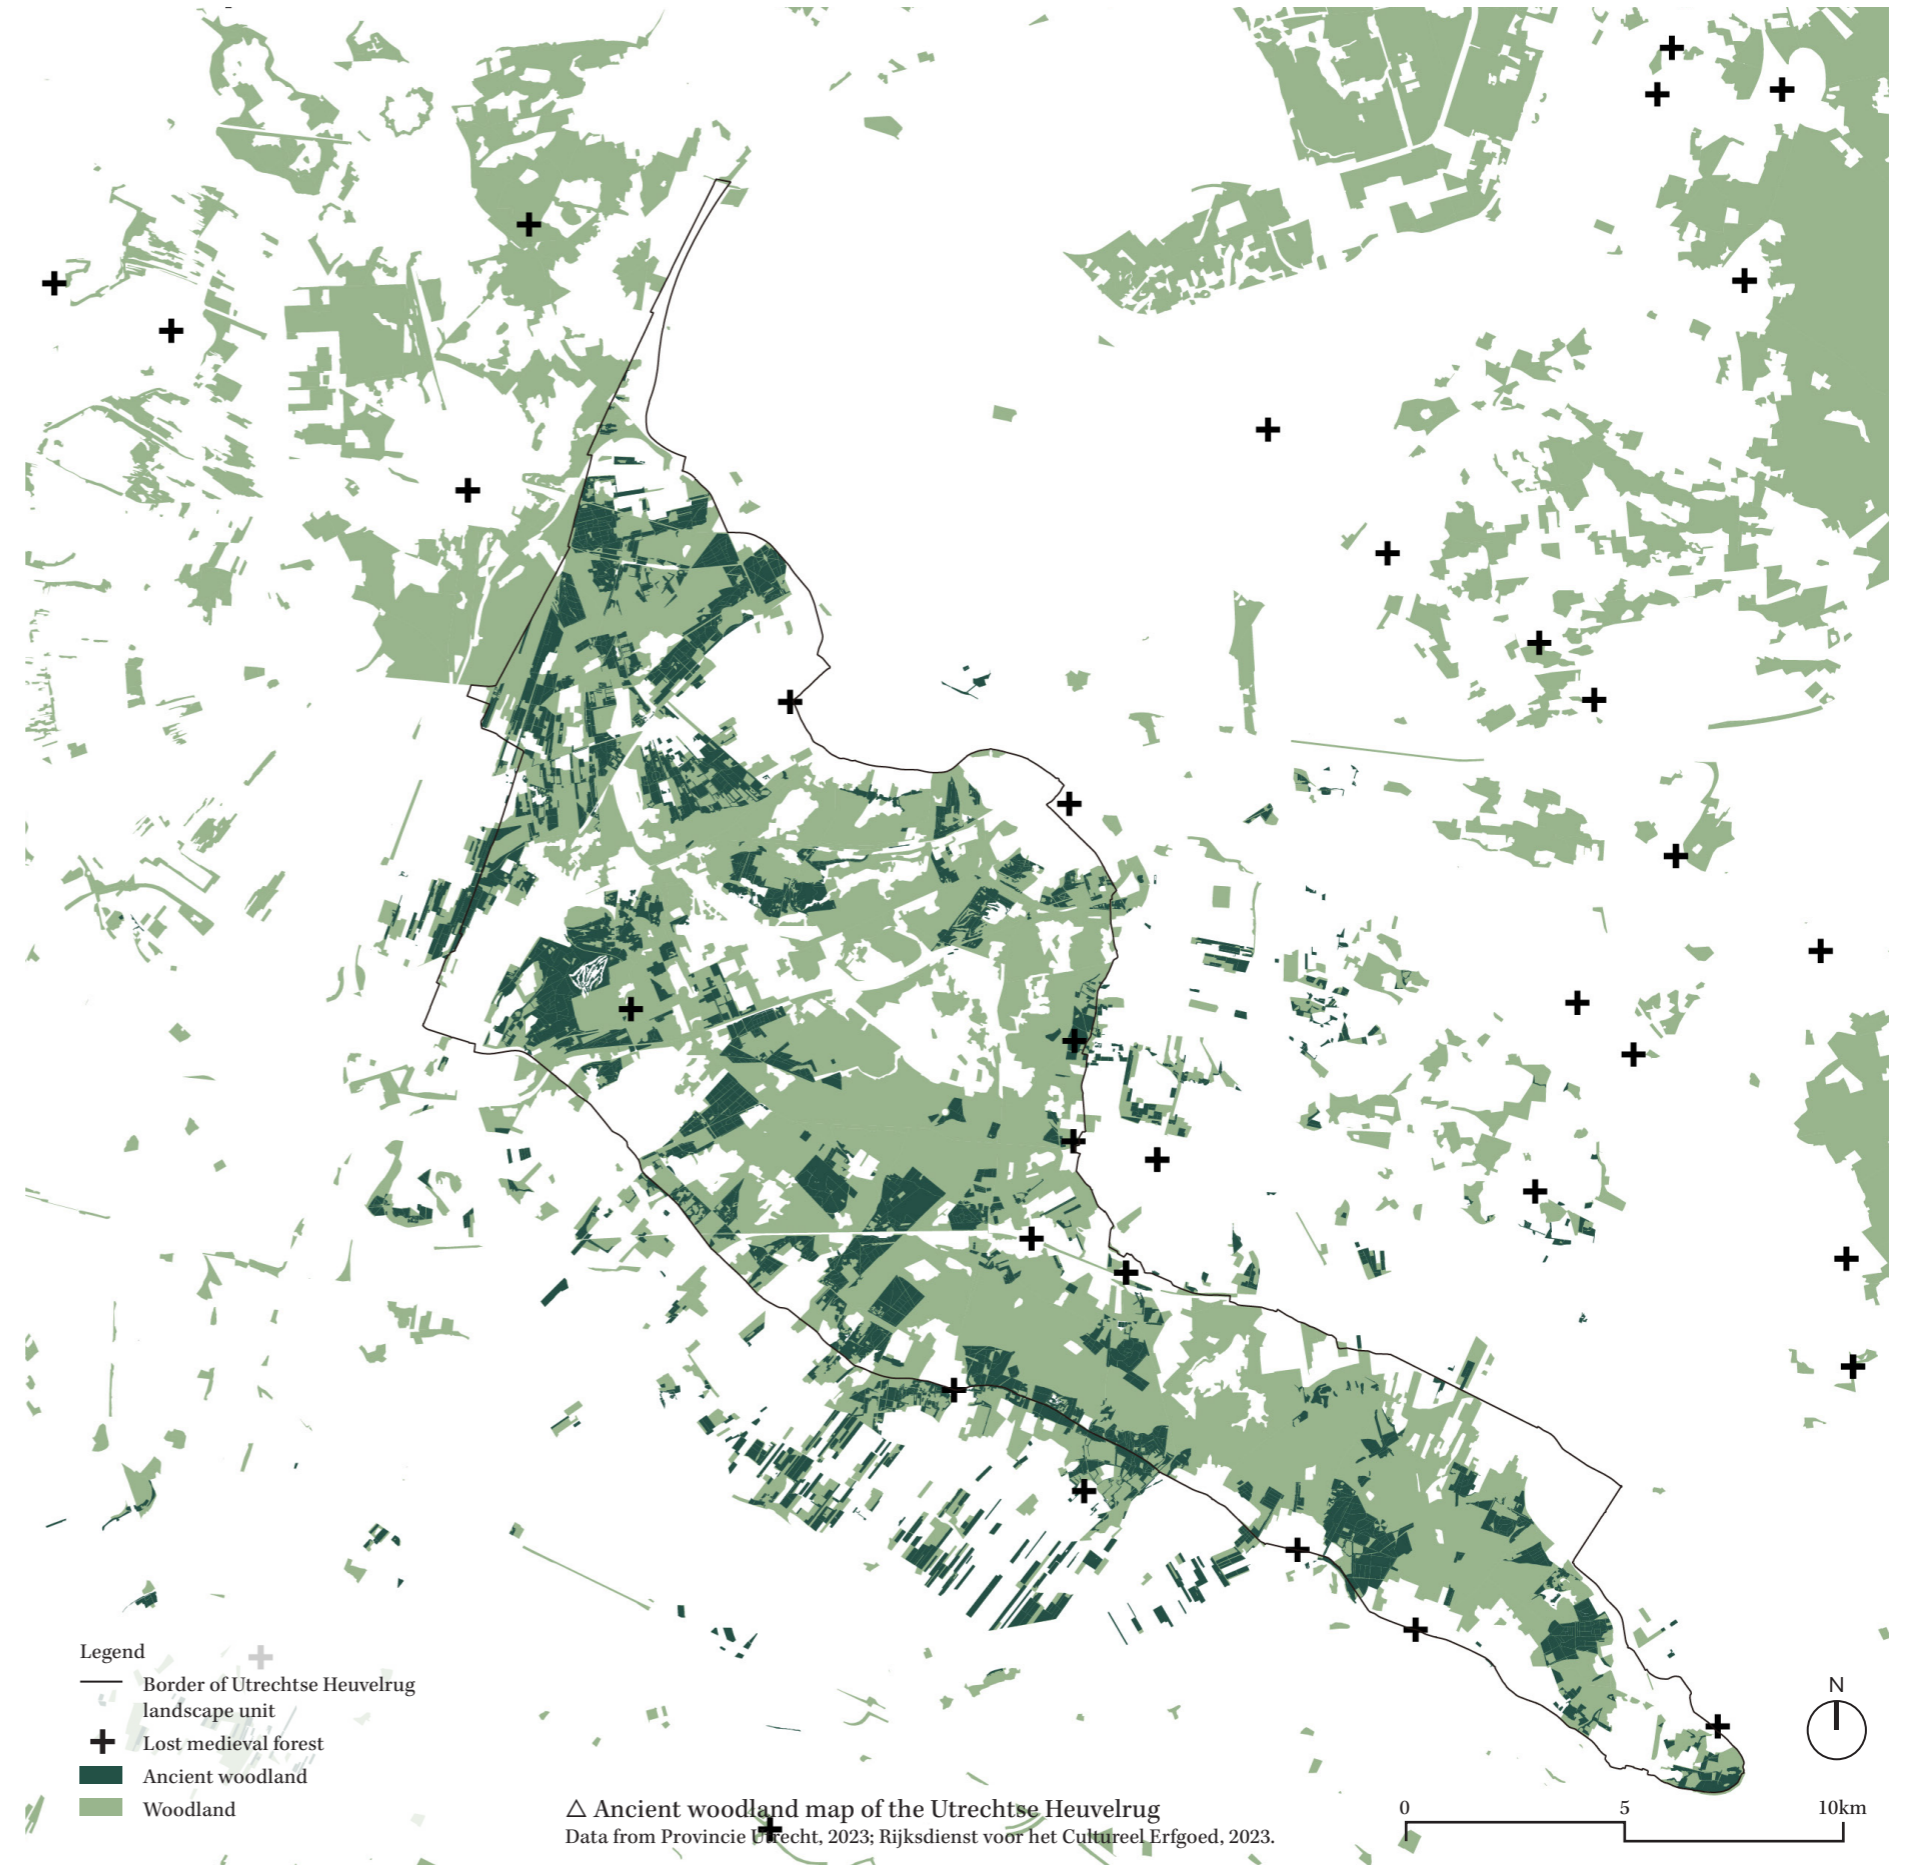 Legend
Border of Utrechtse Heuvelrug
landscape unit
Lost medieval forest
Ancient woodland
Woodland
△ Ancient woodland map of the Utrechtse Heuvelrug
Data from Provincie Utrecht, 2023; Rijksdienst voor het Cultureel Erfgoed, 2023.
0 5 10km
N